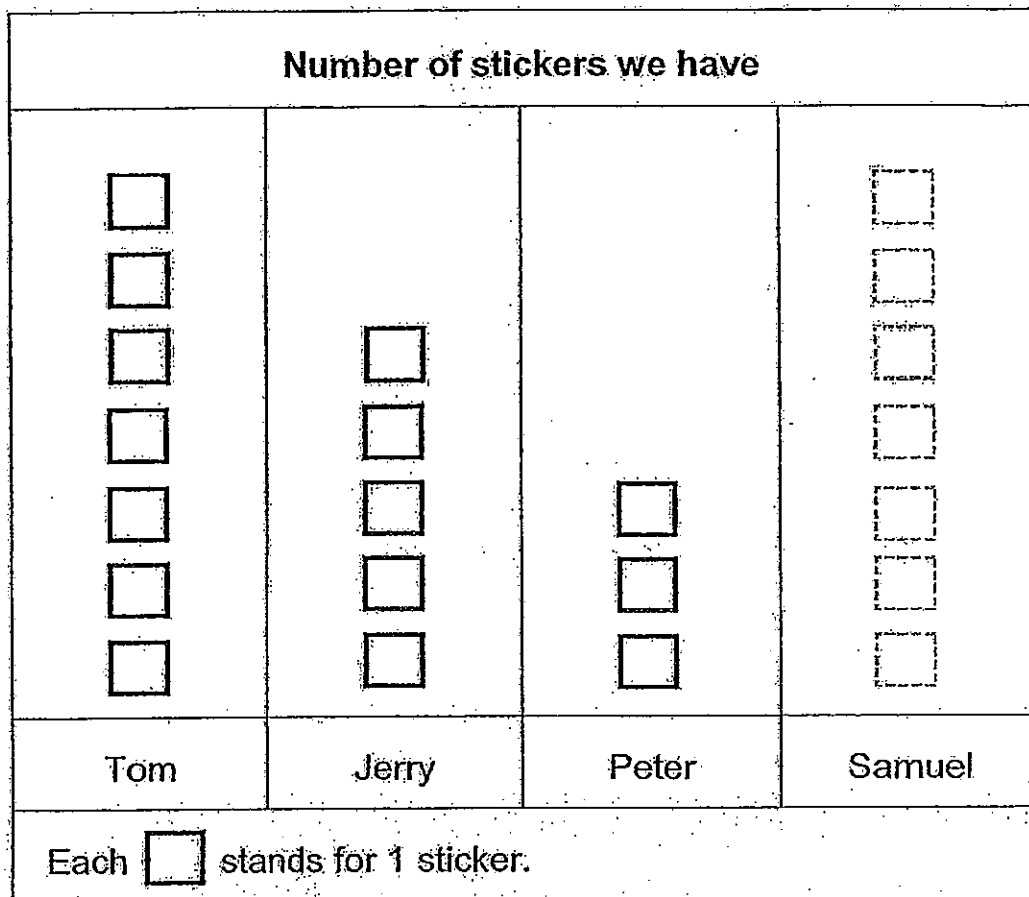 Number of stickers we have
Tom Jerry Peter Samuel
Each stands for 1 sticker.